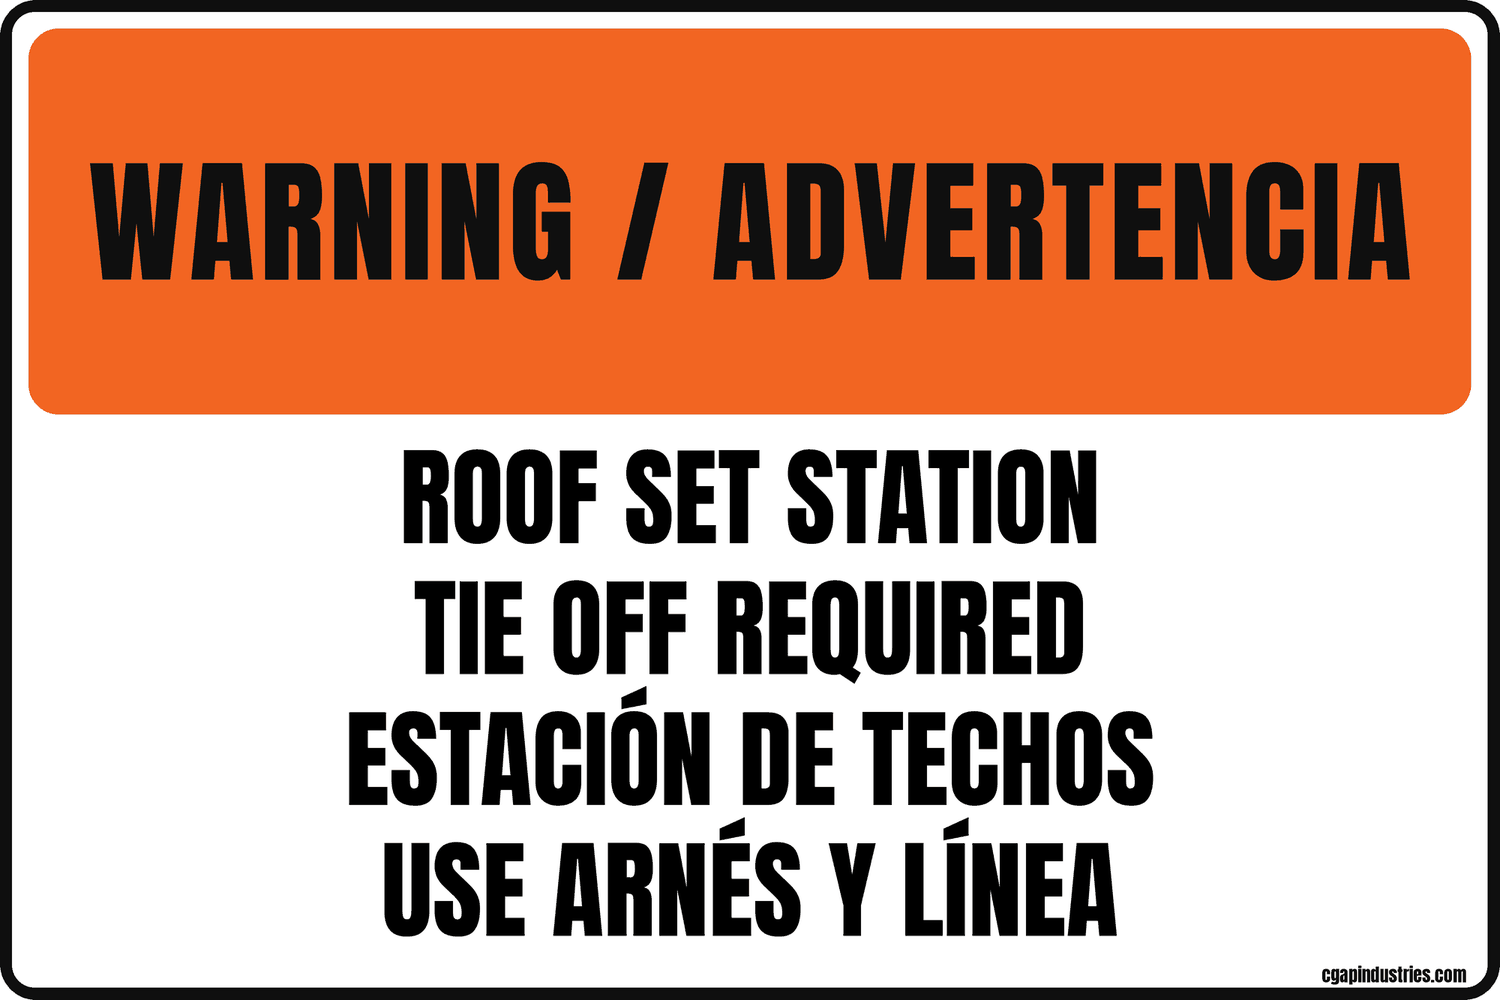 WARNING / ADVERTENCIA
ROOF SET STATION
TIE OFF REQUIRED
ESTACIÓN DE TECHOS
USE ARNÉS Y LÍNEA
cgapindustries.com